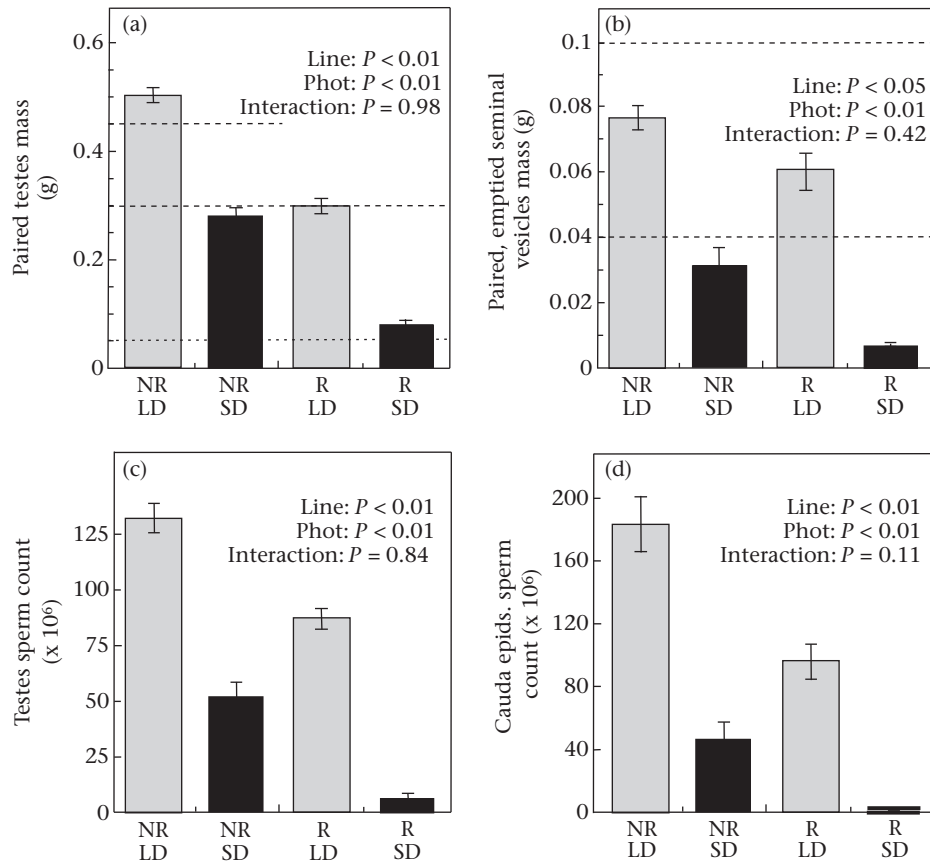 (a)
Line: P < 0.01
Phot: P < 0.01
Interaction: P = 0.98
Paired testes mass
(g)
0.6
0.4
0.2
0
NR NR R R
LD SD LD SD
(b)
Line: P < 0.05
Phot: P < 0.01
Interaction: P = 0.42
Paired, emptied seminal
vesicles mass (g)
0.1
0.08
0.06
0.04
0.02
0
NR NR R R
LD SD LD SD
(c)
Line: P < 0.01
Phot: P < 0.01
Interaction: P = 0.84
Testes sperm count
(x 10⁶)
125
100
75
50
25
0
NR NR R R
LD SD LD SD
(d)
Line: P < 0.01
Phot: P < 0.01
Interaction: P = 0.11
Cauda epids. sperm
count (x 10⁶)
200
160
120
80
40
0
NR NR R R
LD SD LD SD